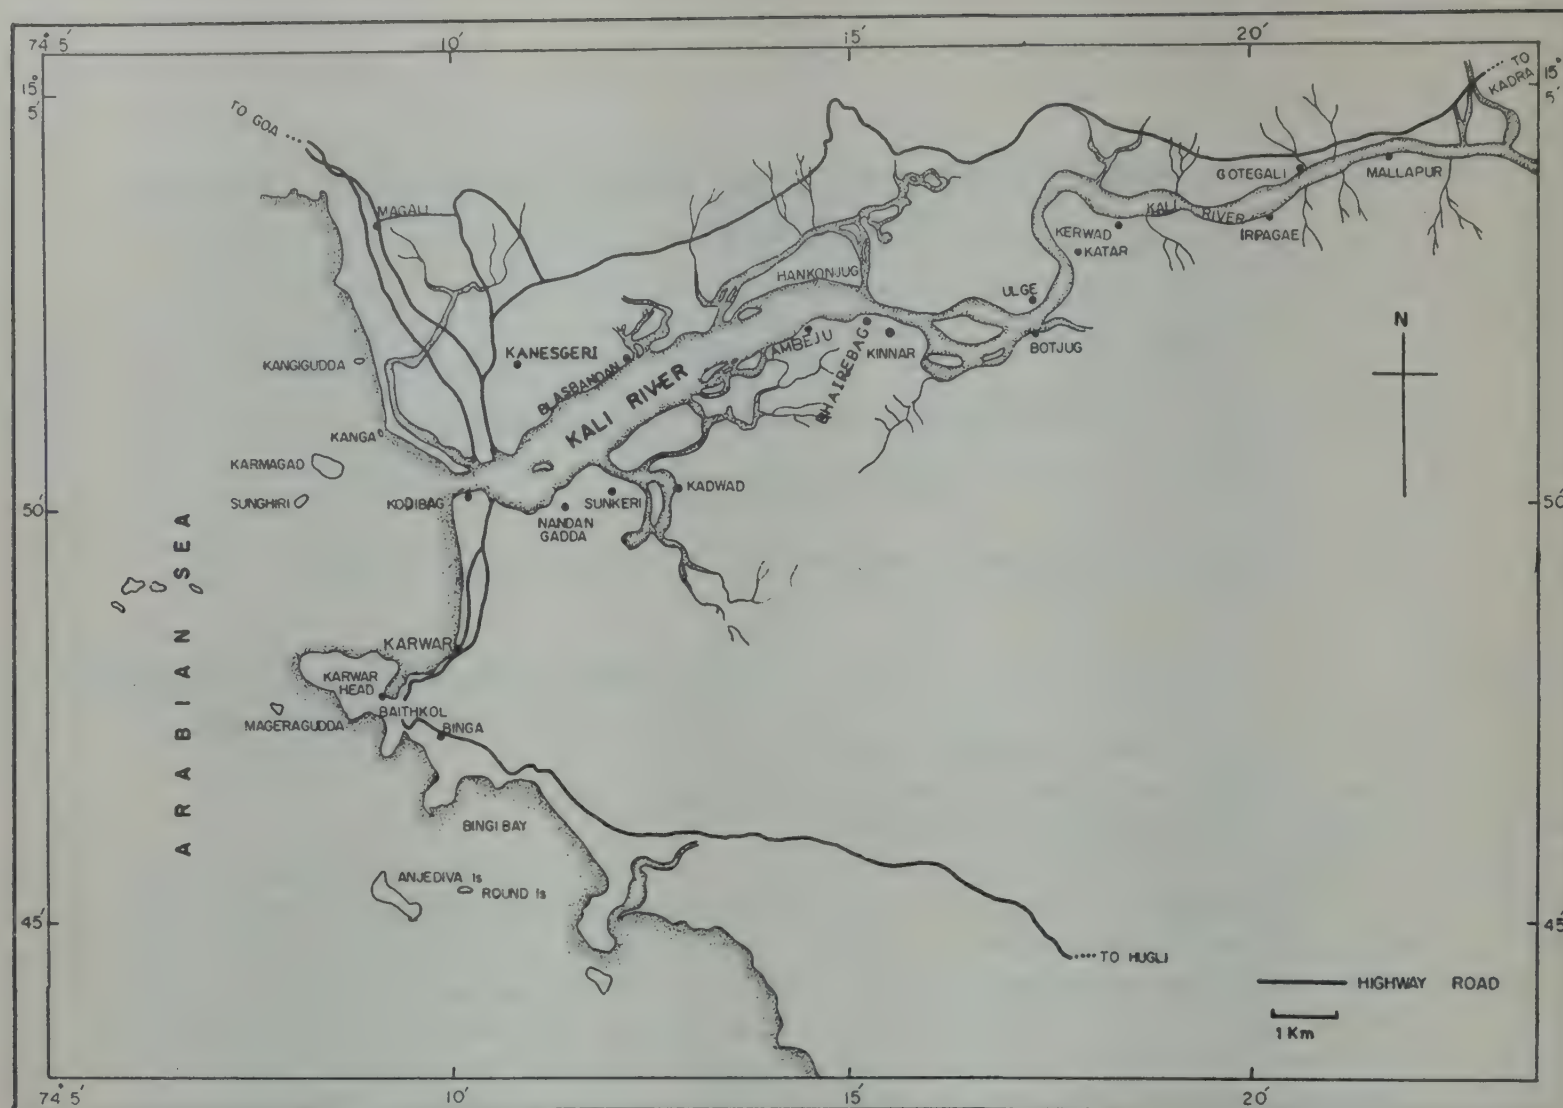 74° 5′
10′
15′
20′
15°
5′
15°
5′
TO
KADRA
TO GOA
GOTEGALI
MALLAPUR
MAGALI
KALI
RIVER
IRPAGAE
KERWAD
KATAR
HANKONJUG
ULGE
N
BOTJUG
KANGIGUDDA
KANESGERI
BLASBANDAN
AMBEJU
BHAIREBAG
KINNAR
KALI RIVER
KANGA
KARMAGAD
SUNGHIRI
KODIBAG
SUNKERI
KADWAD
NANDAN
GADDA
50′
50′
ARABIAN SEA
KARWAR
KARWAR
HEAD
BAITHKOL
MAGERAGUDDA
BINGA
BINGI BAY
ANJEDIVA Is
ROUND Is
45′
45′
TO HUGLI
HIGHWAY ROAD
1 Km
74° 5′
10′
15′
20′